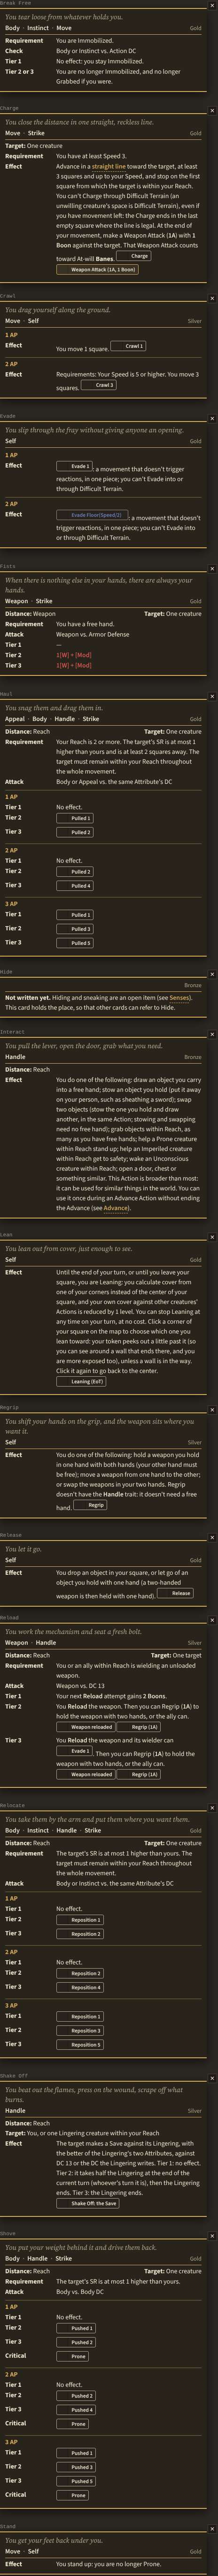 Break Free
You tear loose from whatever holds you.
Body · Instinct · Move Gold
Requirement You are Immobilized.
Check Body or Instinct vs. Action DC
Tier 1 No effect: you stay Immobilized.
Tier 2 or 3 You are no longer Immobilized, and no longer
Grabbed if you were.
Charge
You close the distance in one straight, reckless line.
Move · Strike Gold
Target: One creature
Requirement You have at least Speed 3.
Effect Advance in a straight line toward the target, at least
3 squares and up to your Speed, and stop on the first
square from which the target is within your Reach.
You can't Charge through Difficult Terrain (an
unwilling creature's space is Difficult Terrain), even if
you have movement left: the Charge ends in the last
empty square where the line is legal. At the end of
your move, make a Weapon Attack (1A) with 1
Boon against the target. That Weapon Attack counts
toward At-will Banes. Charge
Weapon Attack (1A, 1 Boon)
Crawl
You drag yourself along the ground.
Move · Self Silver
1 AP
Effect You move 1 square. Crawl 1
2 AP
Effect Requirements: Your Speed is 5 or higher. You move 3
squares. Crawl 3
Evade
You slip through the fray without giving anyone an opening.
Self Gold
1 AP
Effect Evade 1 : a movement that doesn't trigger
reactions, in one piece; you can't Evade into or
through Difficult Terrain.
2 AP
Effect Evade Floor(Speed/2) : a movement that doesn't
trigger reactions, in one piece; you can't Evade into
or through Difficult Terrain.
Fists
When there is nothing else in your hands, there are always your
hands.
Weapon · Strike Gold
Distance: Weapon Target: One creature
Requirement You have a free hand.
Attack Weapon vs. Armor Defense
Tier 1 —
Tier 2 1[W] + [Mod]
Tier 3 1[W] + [Mod]
Haul
You snag them and drag them in.
Appeal · Body · Handle · Strike Gold
Distance: Reach Target: One creature
Requirement Your Reach is 2 or more. The target's SR is at most 1
higher than yours and is at least 2 squares away. The
target must remain within your Reach throughout
the whole movement.
Attack Body or Appeal vs. the same Attribute's DC
1 AP
Tier 1 No effect.
Tier 2 Pulled 1
Tier 3 Pulled 2
2 AP
Tier 1 No effect.
Tier 2 Pulled 2
Tier 3 Pulled 4
3 AP
Tier 1 Pulled 1
Tier 2 Pulled 3
Tier 3 Pulled 5
Hide
Bronze
Not written yet. Hiding and sneaking are an open item (see Senses).
This card holds the place, so that other cards can refer to Hide.
Interact
You pull the lever, open the door, grab what you need.
Handle Bronze
Distance: Reach
Effect You do one of the following: draw an object you carry
into a free hand; stow an object you hold (put it away
on your person, such as sheathing a sword); swap
two objects (stow one you hold and draw
another, in the same action; stowing and swapping
need no free hand); grab objects within Reach, as
many as you have free hands; help a Prone creature
within Reach stand up; help an imperiled creature
within Reach get to safety; wake an Unconscious
creature within Reach; open a door, chest or
something similar. This Action is broader than most:
it can be used for similar things in the world. You can
use it once during an Advance Action without ending
the Advance (see Advance).
Lean
You lean out from cover, just enough to see.
Self Gold
Effect Until the end of your turn, or until you leave your
square, you are Leaning: you calculate cover from
one of your corners instead of the center of your
square, and your own cover against other creatures'
Actions is reduced by 1 level. You can stop Leaning at
any time on your turn, at no cost. Click a corner of
your square on the map to choose which one you
lean toward: your token peeks out a little past it (so
you can see around a wall that ends there, and you
are more exposed too), unless a wall is in the way.
Click it again to go back to the center.
Leaning (EoT)
Regrip
You shift your hands on the grip, and the weapon sits where you
want it.
Self Silver
Effect You do one of the following: hold a weapon you hold
in one hand with both hands (your other hand must
be free); move a weapon from one hand to the other;
or swap the weapons in your two hands. Regrip
doesn't have the Handle trait: it doesn't need a free
hand. Regrip
Release
You let it go.
Self Gold
Effect You drop an object in your square, or let go of an
object you hold with one hand (a two-handed
weapon is then held with one hand). Release
Reload
You work the mechanism and seat a fresh bolt.
Weapon · Handle Silver
Distance: Reach Target: One target
Requirement You or an ally within Reach is wielding an unloaded
weapon.
Attack Weapon vs. DC 13
Tier 1 Your next Reload attempt gains 2 Boons.
Tier 2 You Reload the weapon. Then you can Regrip (1A) to
hold the weapon with two hands, or the ally can.
Weapon reloaded Regrip (1A)
Tier 3 You Reload the weapon and its wielder can
Evade 1 . Then you can Regrip (1A) to hold the
weapon with two hands, or the ally can.
Weapon reloaded Regrip (1A)
Relocate
You take them by the arm and put them where you want them.
Body · Instinct · Handle · Strike Gold
Distance: Reach Target: One creature
Requirement The target's SR is at most 1 higher than yours. The
target must remain within your Reach throughout
the whole movement.
Attack Body or Instinct vs. the same Attribute's DC
1 AP
Tier 1 No effect.
Tier 2 Reposition 1
Tier 3 Reposition 2
2 AP
Tier 1 No effect.
Tier 2 Reposition 2
Tier 3 Reposition 4
3 AP
Tier 1 Reposition 1
Tier 2 Reposition 3
Tier 3 Reposition 5
Shake Off
You beat out the flames, press on the wound, scrape off what
burns.
Handle Silver
Distance: Reach
Target: You, or one Lingering creature within your Reach
Effect The target makes a Save against its Lingering, with
the better of the Lingering's two Attributes, against
DC 13 or the DC the Lingering writes. Tier 1: no effect.
Tier 2: it takes half the Lingering at the end of the
current turn (whoever's turn it is), then the Lingering
ends. Tier 3: the Lingering ends.
Shake Off: the Save
Shove
You put your weight behind it and drive them back.
Body · Handle · Strike Gold
Distance: Reach Target: One creature
Requirement The target's SR is at most 1 higher than yours.
Attack Body vs. Body DC
1 AP
Tier 1 No effect.
Tier 2 Pushed 1
Tier 3 Pushed 2
Critical Prone
2 AP
Tier 1 No effect.
Tier 2 Pushed 2
Tier 3 Pushed 4
Critical Prone
3 AP
Tier 1 Pushed 1
Tier 2 Pushed 3
Tier 3 Pushed 5
Critical Prone
Stand
You get your feet back under you.
Move · Self Gold
Effect You stand up: you are no longer Prone.